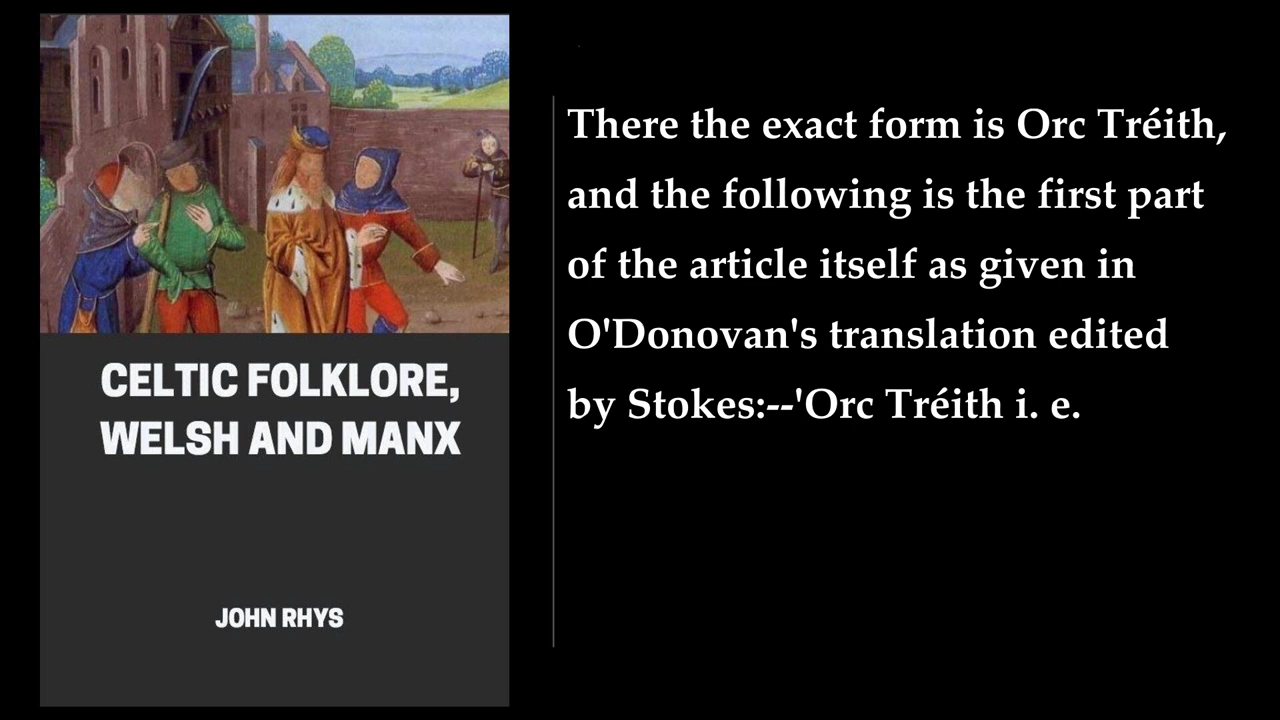 CELTIC FOLKLORE,
WELSH AND MANX
JOHN RHYS
There the exact form is Orc Tréith,
and the following is the first part
of the article itself as given in
O'Donovan's translation edited
by Stokes:--'Orc Tréith i. e.